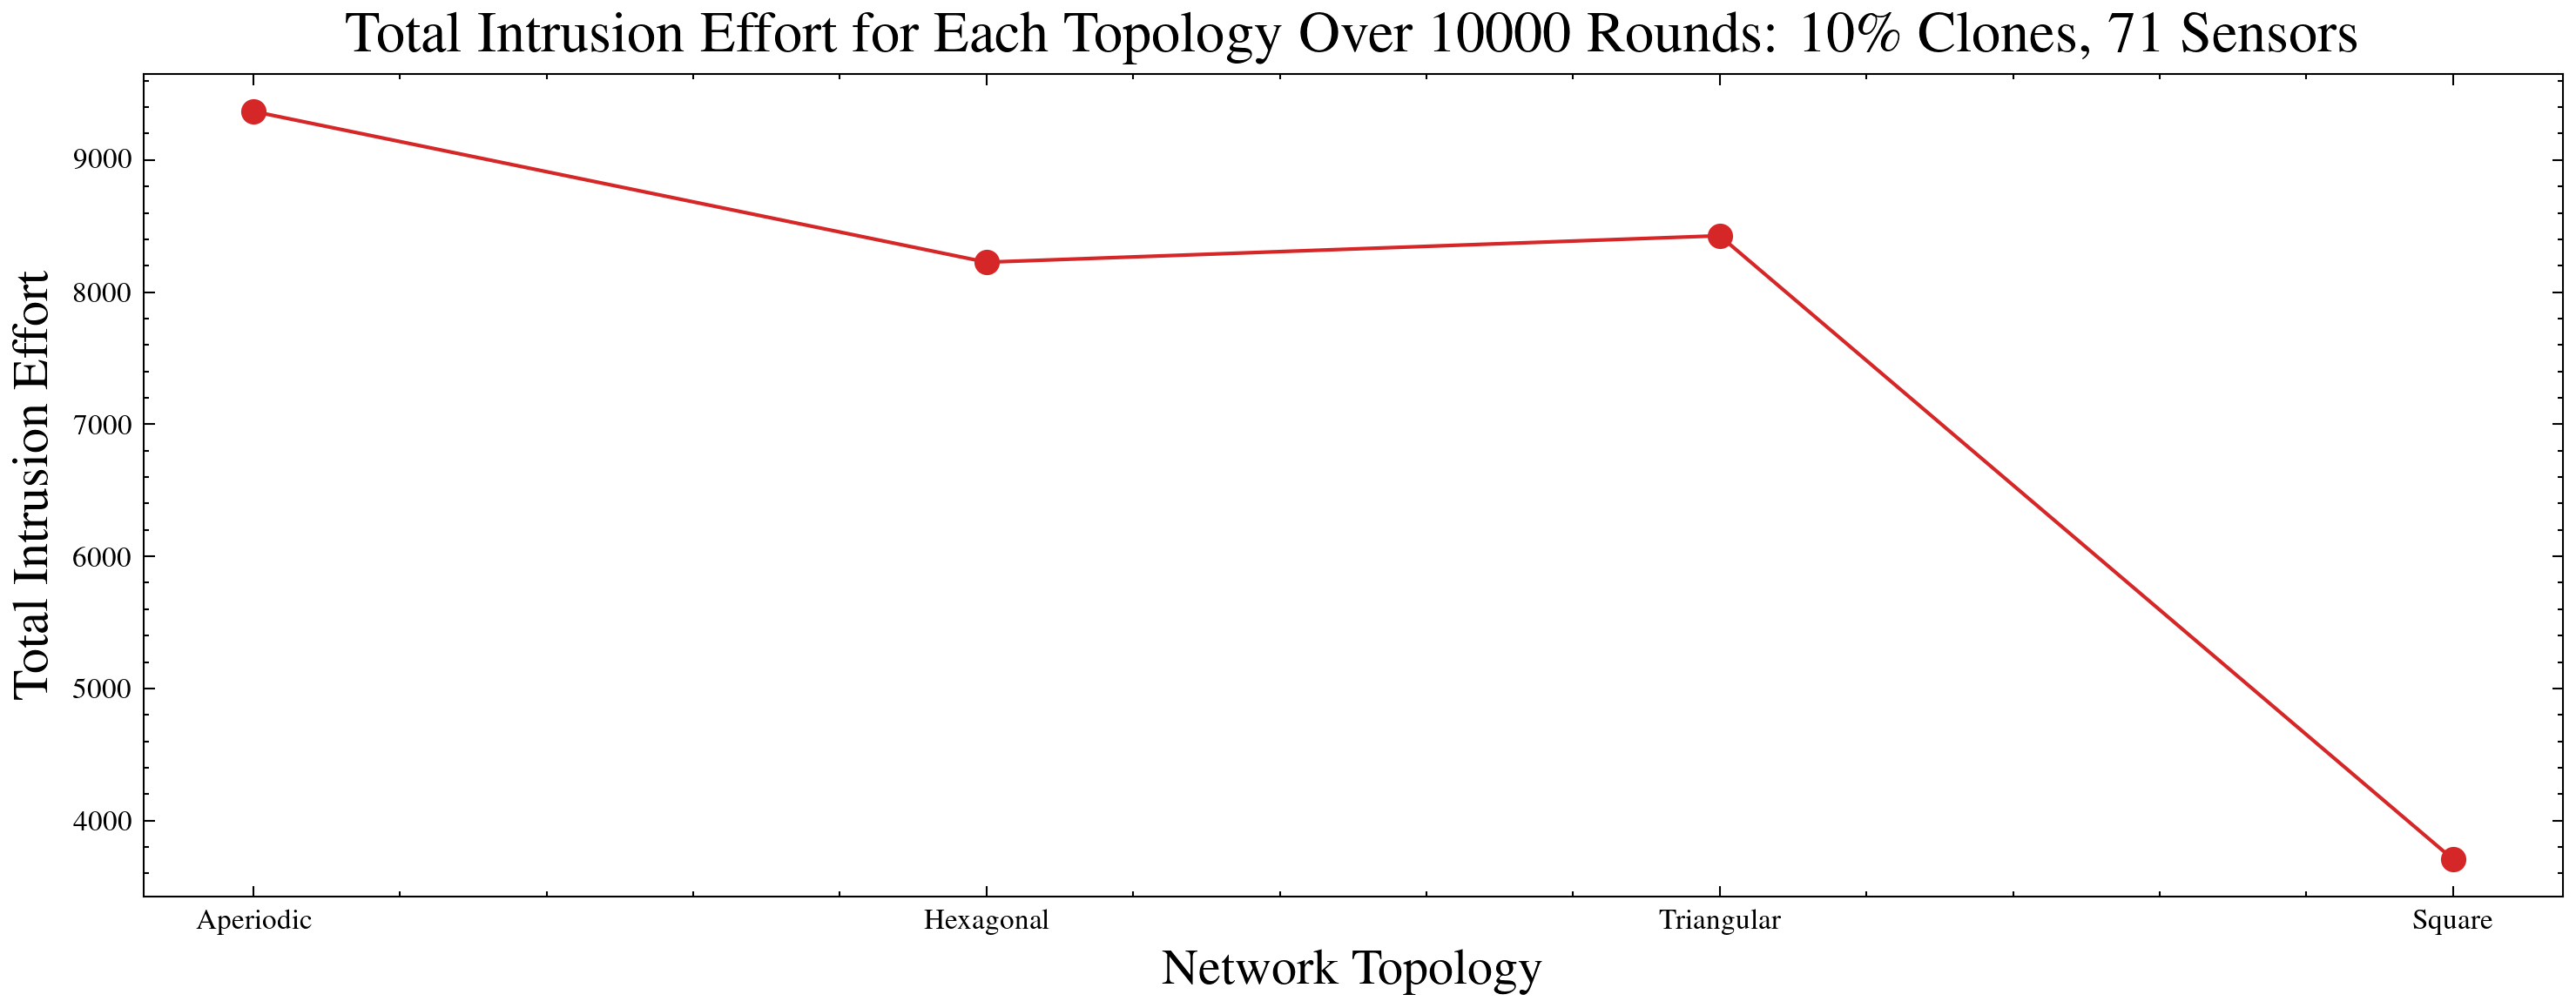 Total Intrusion Effort for Each Topology Over 10000 Rounds: 10% Clones, 71 Sensors
Total Intrusion Effort
9000
8000
7000
6000
5000
4000
Aperiodic Hexagonal Triangular Square
Network Topology